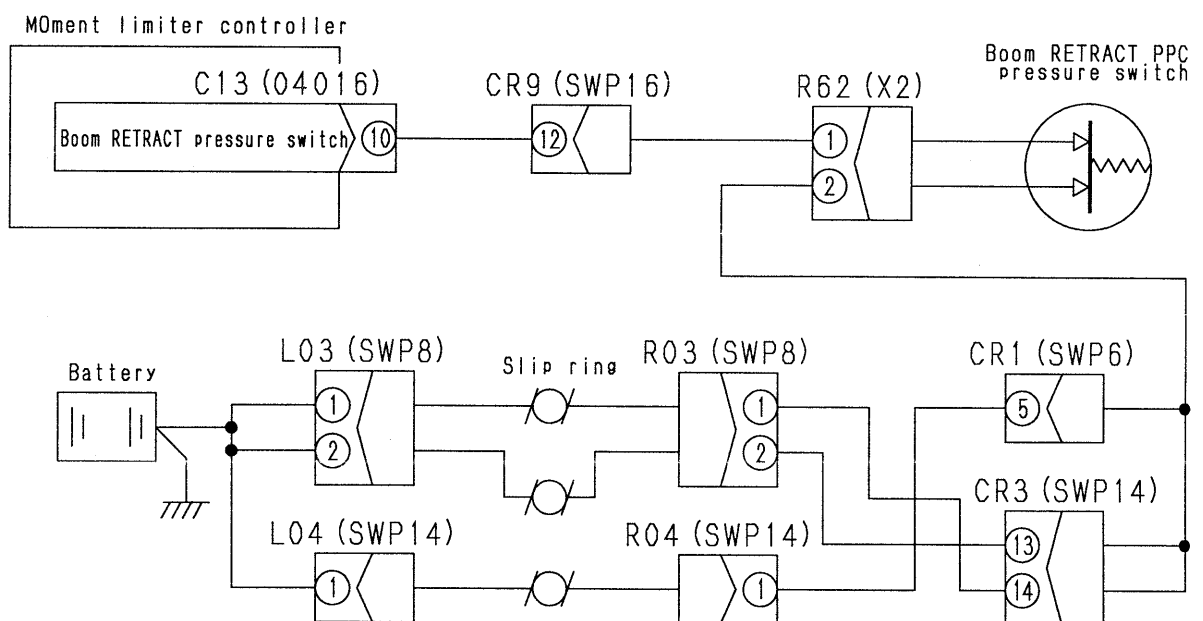 MOment limiter controller
Boom RETRACT PPC
pressure switch
C13 (04016)
CR9 (SWP16)
R62 (X2)
Boom RETRACT pressure switch
10
12
1
2
L03 (SWP8)
Slip ring
R03 (SWP8)
CR1 (SWP6)
Battery
1
2
1
2
5
CR3 (SWP14)
L04 (SWP14)
R04 (SWP14)
13
14
1
1